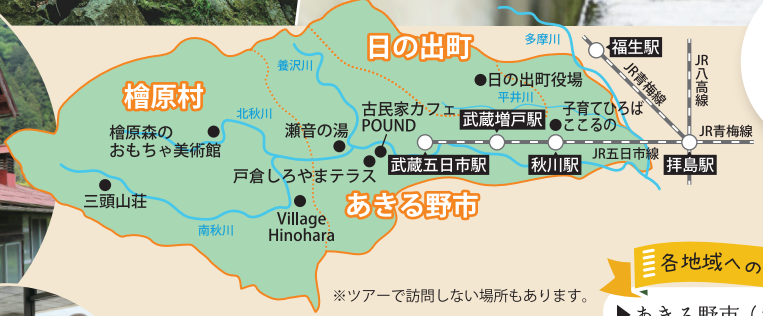 多摩川
福生駅
日の出町
養沢川
JR青梅線
JR八高線
日の出町役場
檜原村
平井川
古民家カフェ
POUND
子育てひろば
こころの
北秋川
武蔵増戸駅
檜原森の
おもちゃ美術館
瀬音の湯
JR青梅線
JR五日市線
武蔵五日市駅
秋川駅
拝島駅
戸倉しろやまテラス
三頭山荘
あきる野市
Village
Hinohara
南秋川
各地域への
※ツアーで訪問しない場所もあります。